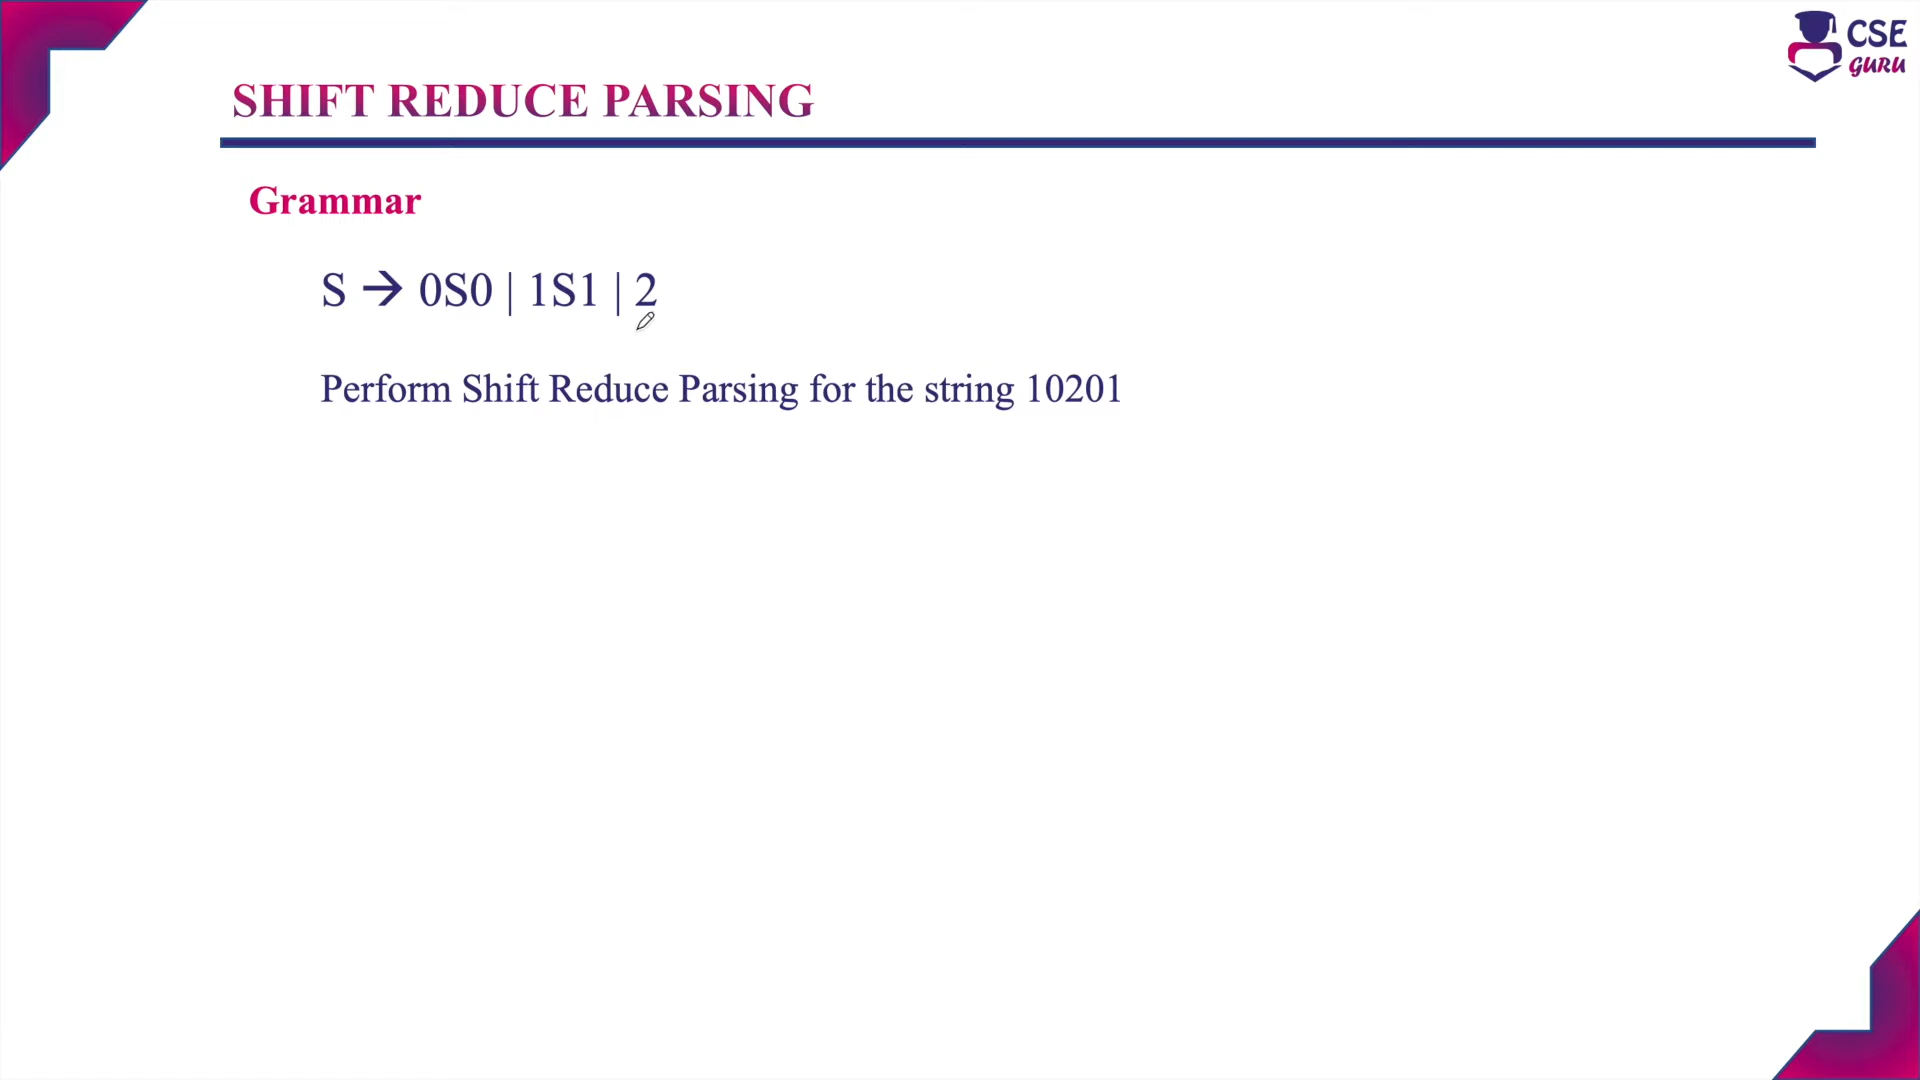 CSE
GURU
SHIFT REDUCE PARSING
Grammar
S → 0S0 | 1S1 | 2
Perform Shift Reduce Parsing for the string 10201